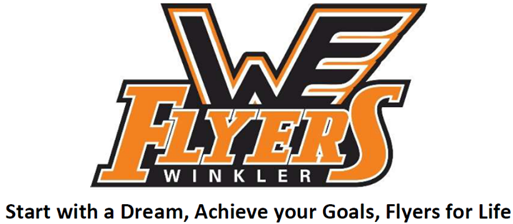 WE
FLYERS
WINKLER
Start with a Dream, Achieve your Goals, Flyers for Life